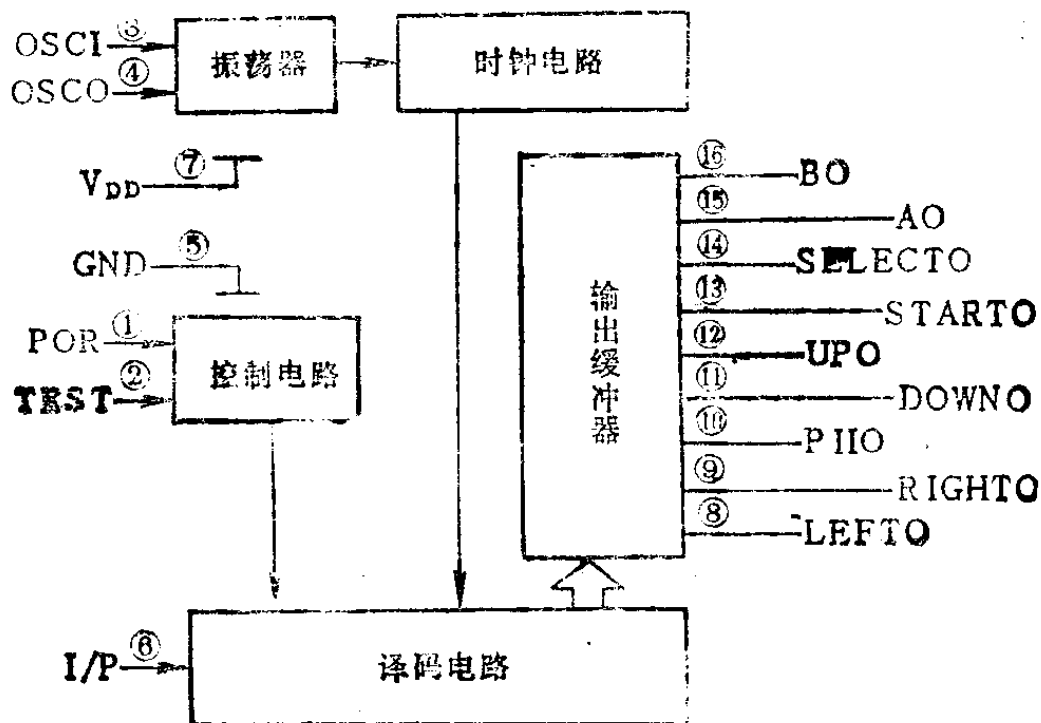 OSCI ③ 振荡器 时钟电路
OSCO ④
VDD ⑦
GND ⑤
POR ① 控制电路
TEST ②
输出缓冲器
⑯ BO
⑮ AO
⑭ SELECTO
⑬ STARTO
⑫ UPO
⑪ DOWNO
⑩ PHO
⑨ RIGHTO
⑧ LEFTO
I/P ⑥ 译码电路